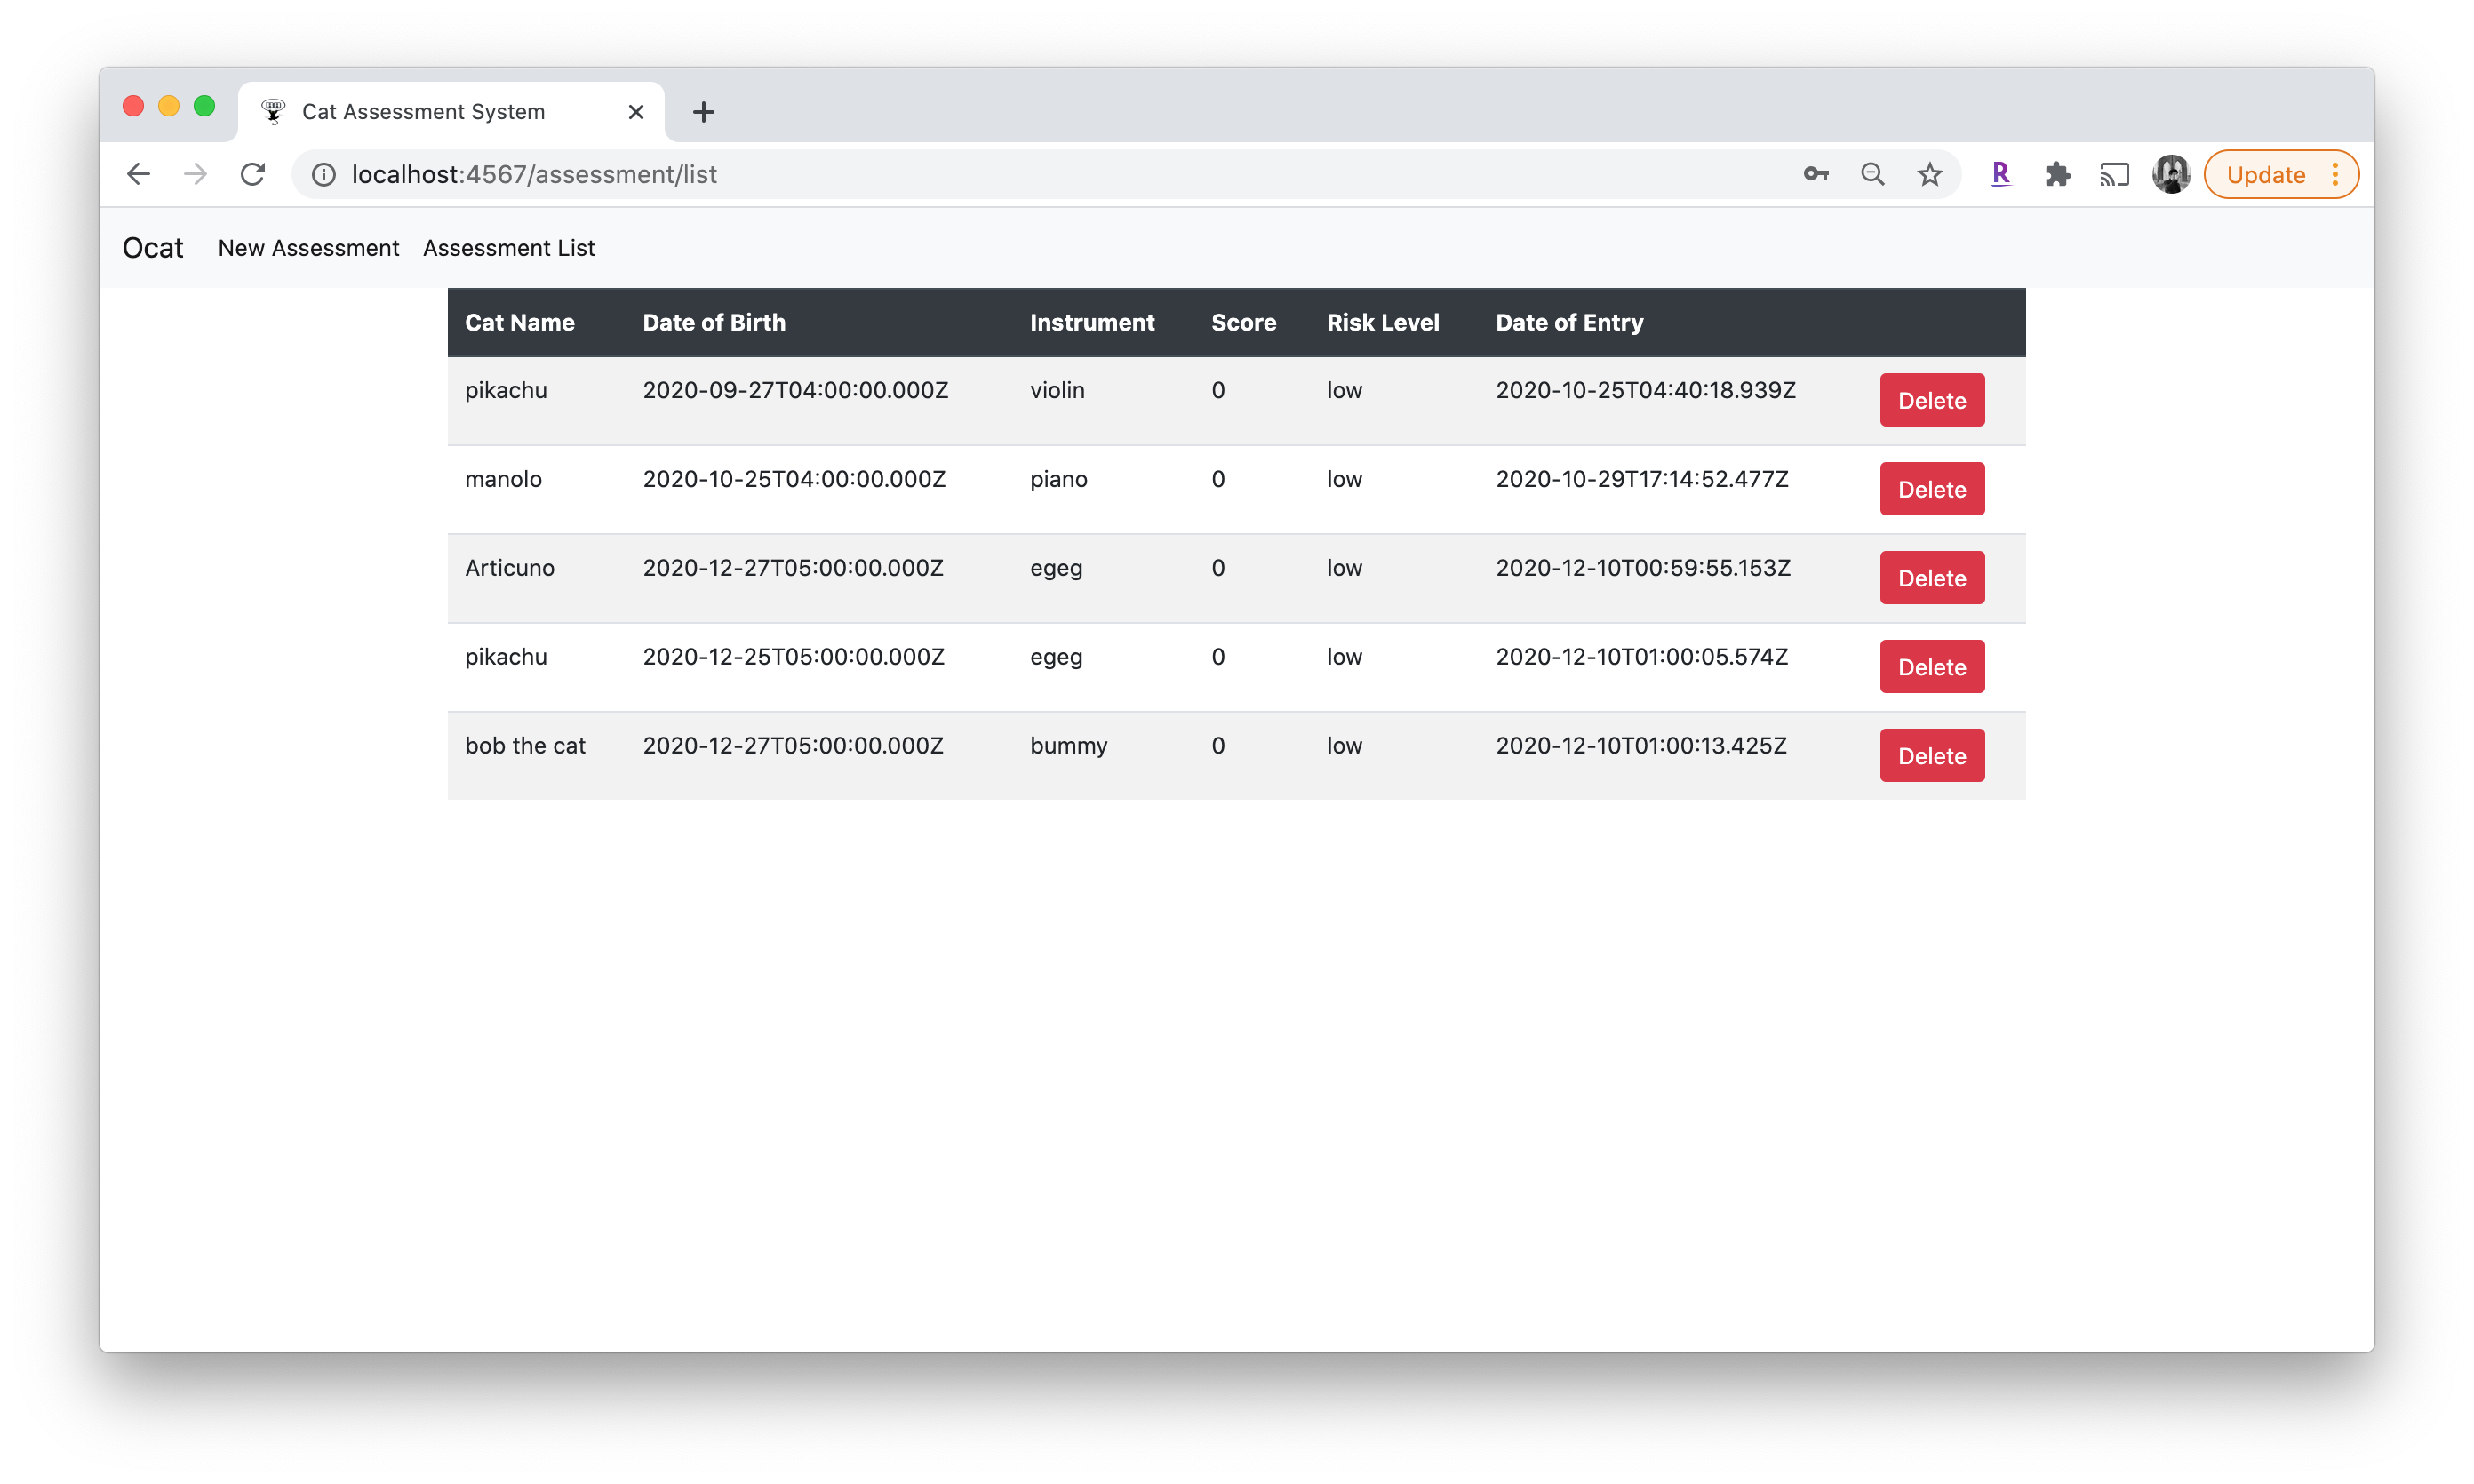 Cat Assessment System
localhost:4567/assessment/list
R
Update
Ocat New Assessment Assessment List
Cat Name Date of Birth Instrument Score Risk Level Date of Entry
pikachu 2020-09-27T04:00:00.000Z violin 0 low 2020-10-25T04:40:18.939Z Delete
manolo 2020-10-25T04:00:00.000Z piano 0 low 2020-10-29T17:14:52.477Z Delete
Articuno 2020-12-27T05:00:00.000Z egeg 0 low 2020-12-10T00:59:55.153Z Delete
pikachu 2020-12-25T05:00:00.000Z egeg 0 low 2020-12-10T01:00:05.574Z Delete
bob the cat 2020-12-27T05:00:00.000Z bummy 0 low 2020-12-10T01:00:13.425Z Delete